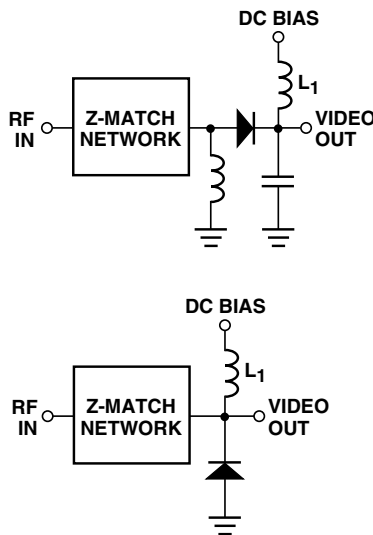 DC BIAS
L1
RF
IN
Z-MATCH
NETWORK
VIDEO
OUT
DC BIAS
L1
RF
IN
Z-MATCH
NETWORK
VIDEO
OUT